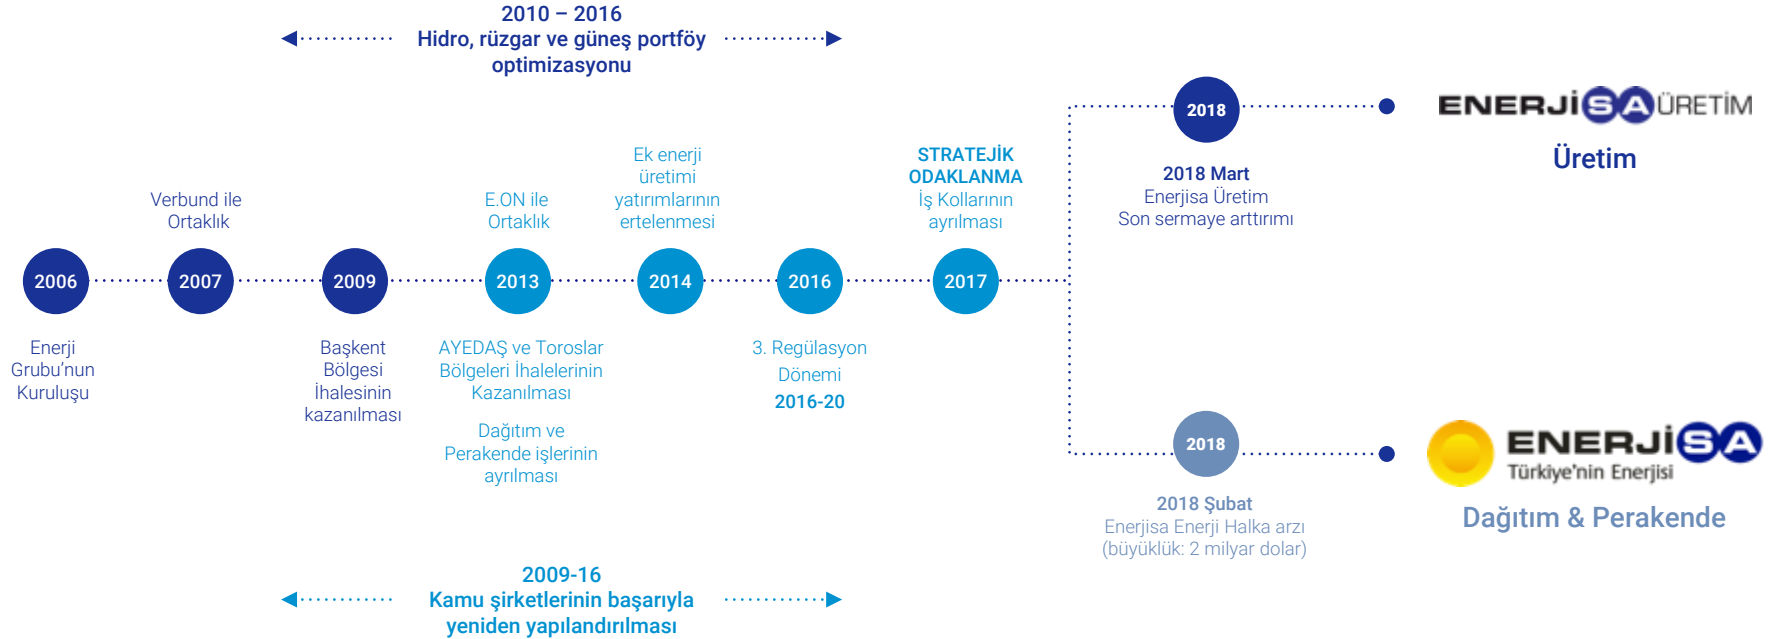 2010 – 2016
Hidro, rüzgar ve güneş portföy
optimizasyonu
2006
Enerji
Grubu’nun
Kuruluşu
Verbund ile
Ortaklık
2007
2009
Başkent
Bölgesi
İhalesinin
kazanılması
E.ON ile
Ortaklık
2013
AYEDAŞ ve Toroslar
Bölgeleri İhalelerinin
Kazanılması
Dağıtım ve
Perakende işlerinin
ayrılması
Ek enerji
üretimi
yatırımlarının
ertelenmesi
2014
2016
3. Regülasyon
Dönemi
2016-20
STRATEJİK
ODAKLANMA
İş Kollarının
ayrılması
2017
2018
2018 Mart
Enerjisa Üretim
Son sermaye arttırımı
ENERJİSA ÜRETİM
Üretim
2018
2018 Şubat
Enerjisa Enerji Halka arzı
(büyüklük: 2 milyar dolar)
ENERJİSA
Türkiye'nin Enerjisi
Dağıtım & Perakende
2009-16
Kamu şirketlerinin başarıyla
yeniden yapılandırılması